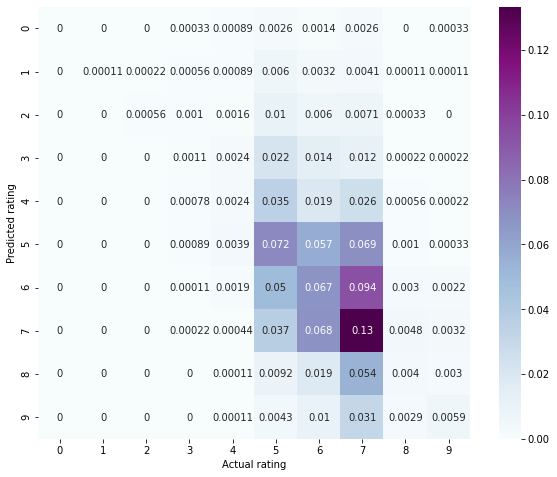 0 0 0 0 0.00033 0.00089 0.0026 0.0014 0.0026 0 0.00033
1 0 0.00011 0.00022 0.00056 0.00089 0.006 0.0032 0.0041 0.00011 0.00011
2 0 0 0.00056 0.001 0.0016 0.01 0.006 0.0071 0.00033 0
3 0 0 0 0.0011 0.0024 0.022 0.014 0.012 0.00022 0.00022
4 0 0 0 0.00078 0.0024 0.035 0.019 0.026 0.00056 0.00022
5 0 0 0 0.00089 0.0039 0.072 0.057 0.069 0.001 0.00033
6 0 0 0 0.00011 0.0019 0.05 0.067 0.094 0.003 0.0022
7 0 0 0 0.00022 0.00044 0.037 0.068 0.13 0.0048 0.0032
8 0 0 0 0 0.00011 0.0092 0.019 0.054 0.004 0.003
9 0 0 0 0 0.00011 0.0043 0.01 0.031 0.0029 0.0059
0 1 2 3 4 5 6 7 8 9
Actual rating
Predicted rating
0.12
0.10
0.08
0.06
0.04
0.02
0.00